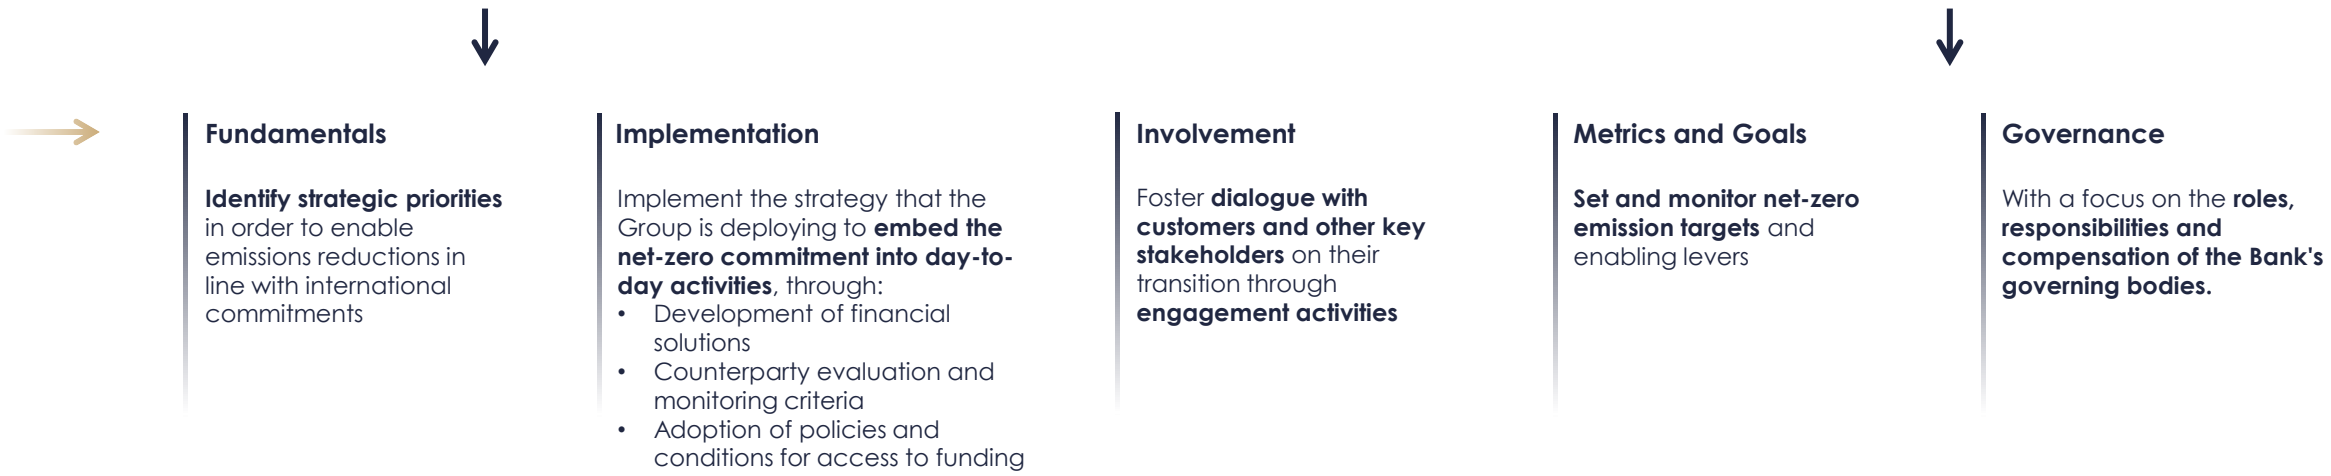 Fundamentals
Identify strategic priorities
in order to enable
emissions reductions in
line with international
commitments
Implementation
Implement the strategy that the
Group is deploying to embed the
net-zero commitment into day-to-
day activities, through:
• Development of financial
solutions
• Counterparty evaluation and
monitoring criteria
• Adoption of policies and
conditions for access to funding
Involvement
Foster dialogue with
customers and other key
stakeholders on their
transition through
engagement activities
Metrics and Goals
Set and monitor net-zero
emission targets and
enabling levers
Governance
With a focus on the roles,
responsibilities and
compensation of the Bank's
governing bodies.